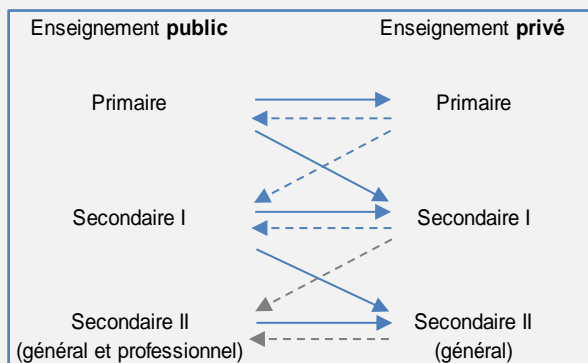 Enseignement public Enseignement privé
Primaire Primaire
Secondaire I Secondaire I
Secondaire II Secondaire II
(général et professionnel) (général)